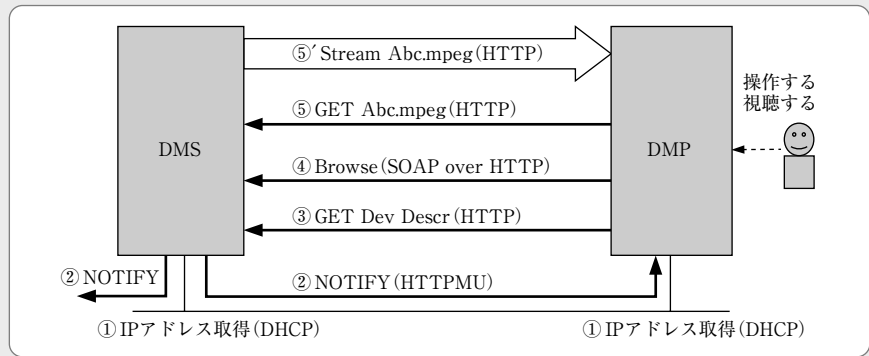 ⑤´Stream Abc.mpeg(HTTP)
操作する
視聴する
⑤GET Abc.mpeg(HTTP)
DMS
DMP
④Browse(SOAP over HTTP)
③GET Dev Descr(HTTP)
②NOTIFY
②NOTIFY(HTTPMU)
①IPアドレス取得(DHCP)
①IPアドレス取得(DHCP)